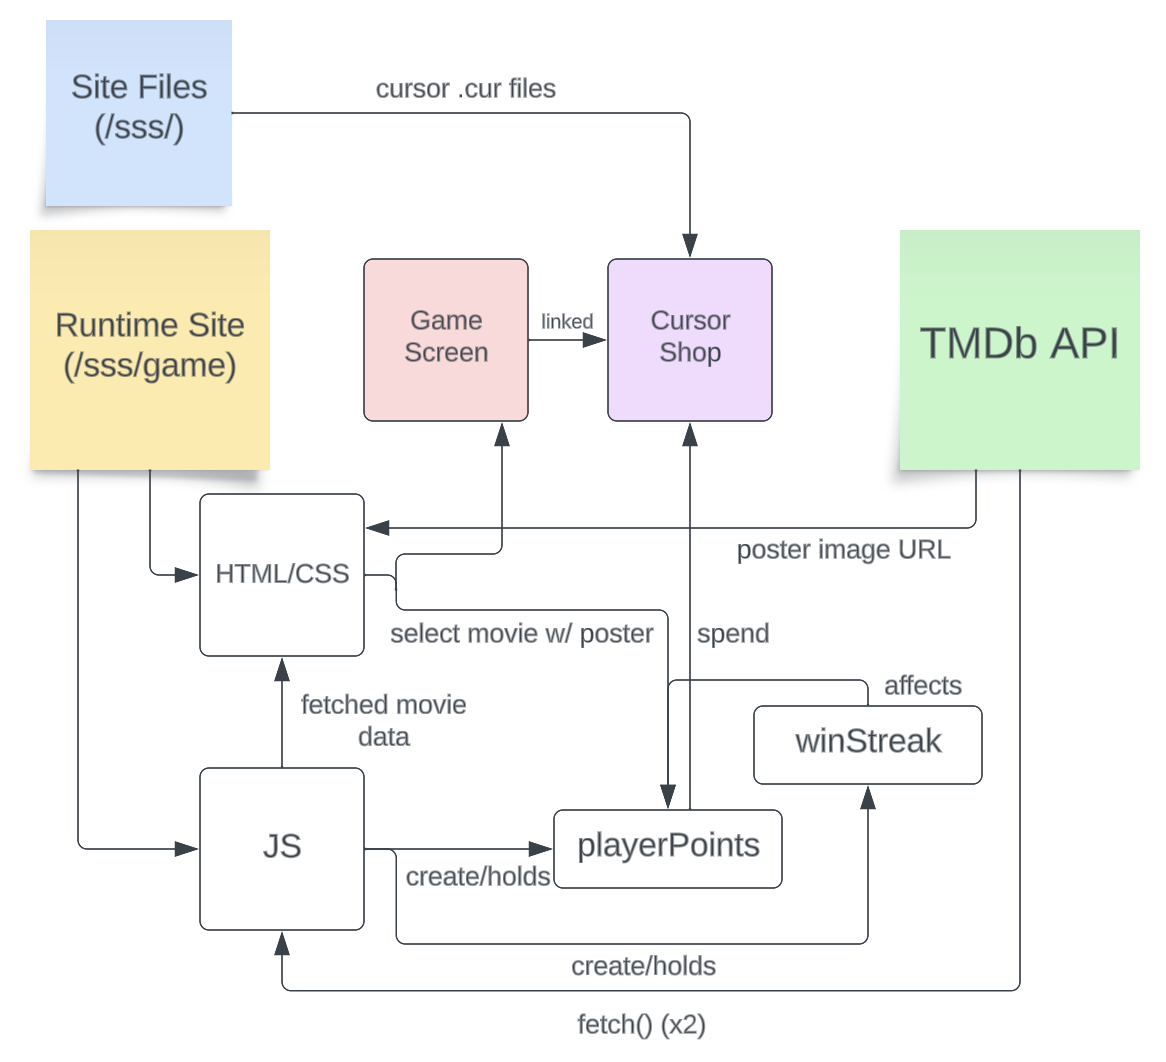 Site Files
(/sss/)
cursor .cur files
Runtime Site
(/sss/game)
Game
Screen
linked
Cursor
Shop
TMDb API
poster image URL
HTML/CSS
select movie w/ poster
spend
fetched movie
data
affects
winStreak
JS
playerPoints
create/holds
create/holds
fetch() (x2)